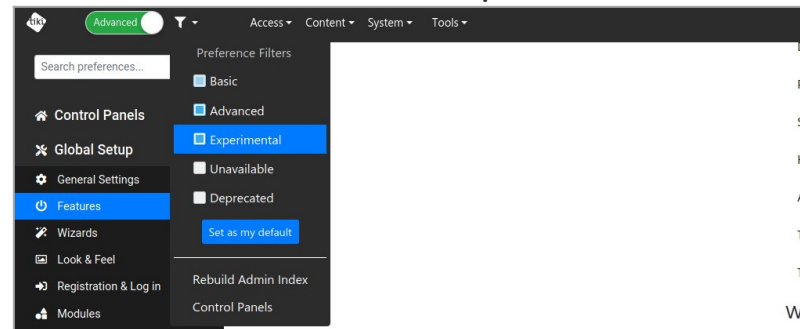 tiki
Advanced
Access
Content
System
Tools
Search preferences...
Preference Filters
Basic
Advanced
Experimental
Unavailable
Deprecated
Set as my default
Rebuild Admin Index
Control Panels
Control Panels
Global Setup
General Settings
Features
Wizards
Look & Feel
Registration & Log in
Modules
W